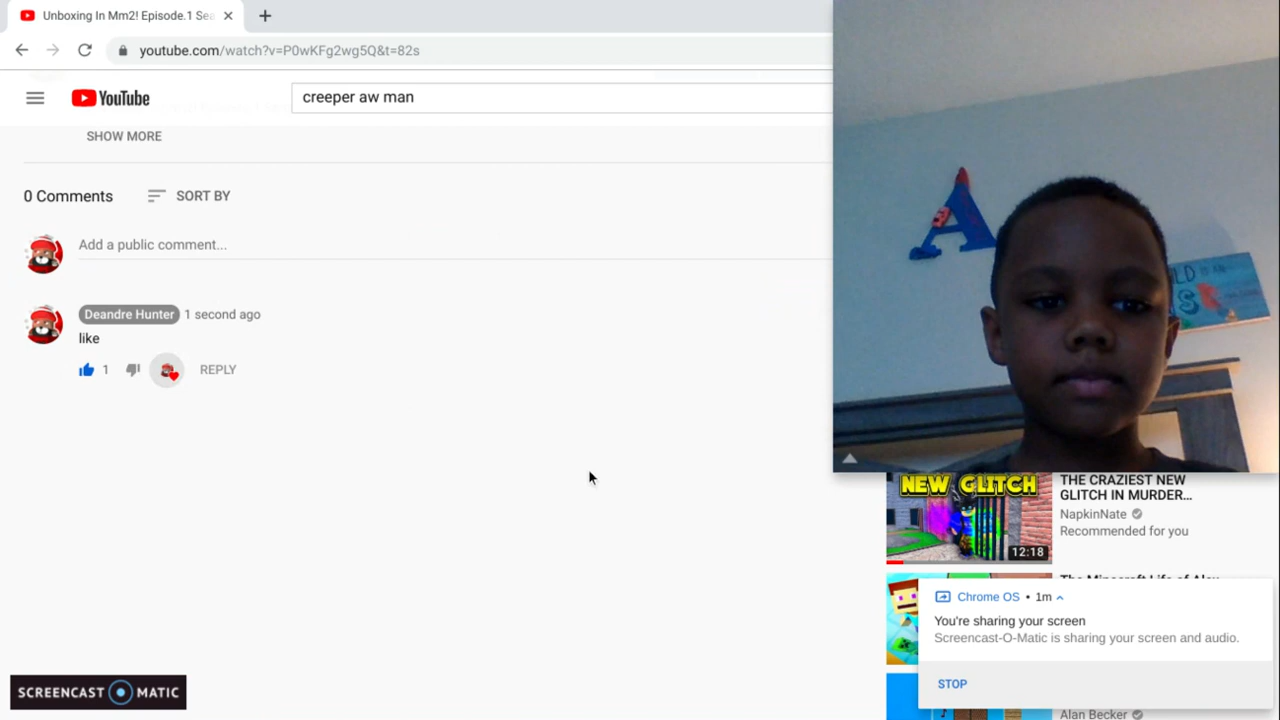 Unboxing In Mm2! Episode.1 Sea
youtube.com/watch?v=P0wKFg2wg5Q&t=82s
YouTube
creeper aw man
SHOW MORE
0 Comments
SORT BY
Add a public comment...
Deandre Hunter 1 second ago
like
1
REPLY
A
NEW GLITCH
12:18
THE CRAZIEST NEW
GLITCH IN MURDER...
NapkinNate
Recommended for you
Chrome OS • 1m
You're sharing your screen
Screencast-O-Matic is sharing your screen and audio.
STOP
Alan Becker
SCREENCAST MATIC